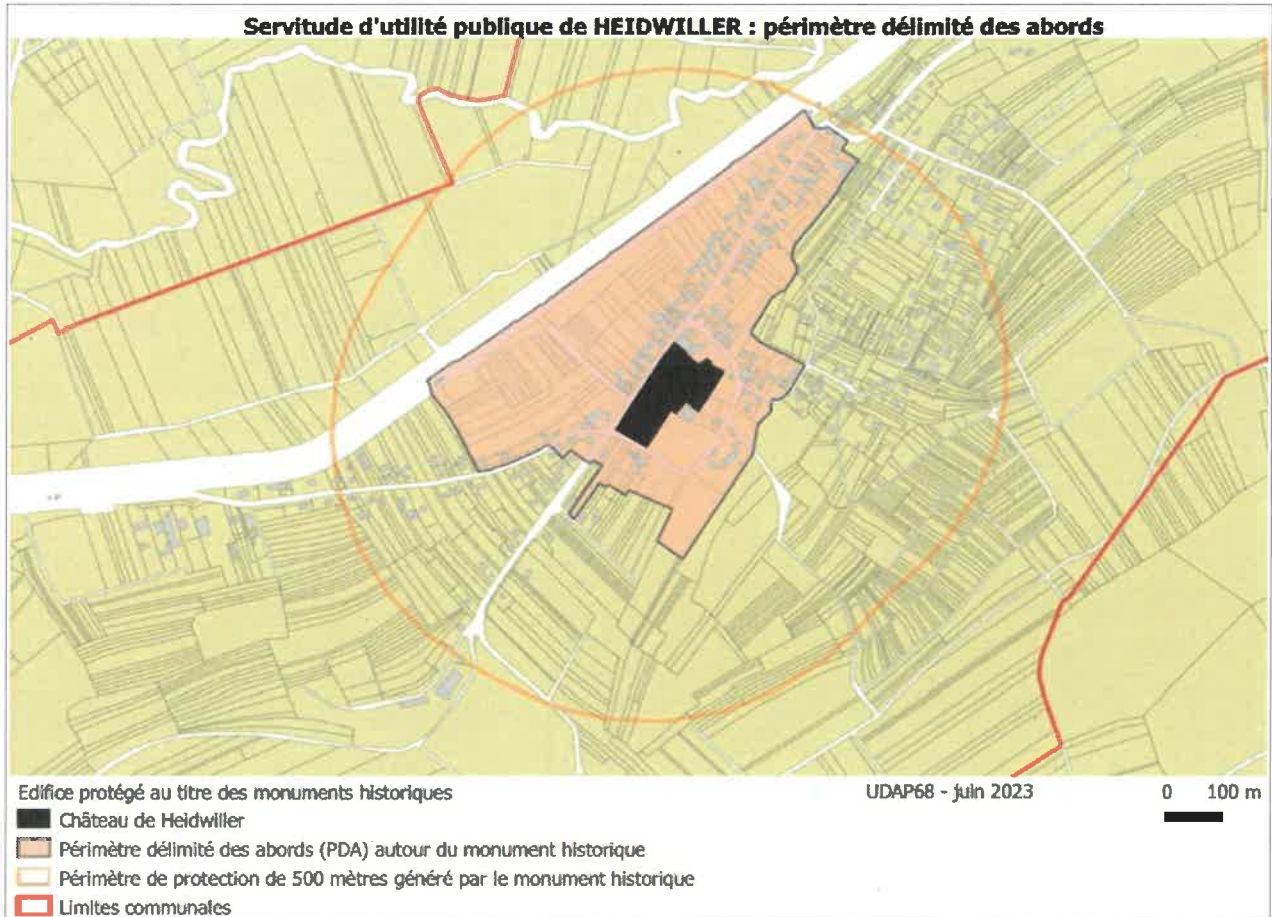 Servitude d'utilité publique de HEIDWILLER : périmètre délimité des abords
Edifice protégé au titre des monuments historiques
UDAP68 - juin 2023
0 100 m
Château de Heidwiller
Périmètre délimité des abords (PDA) autour du monument historique
Périmètre de protection de 500 mètres généré par le monument historique
Limites communales